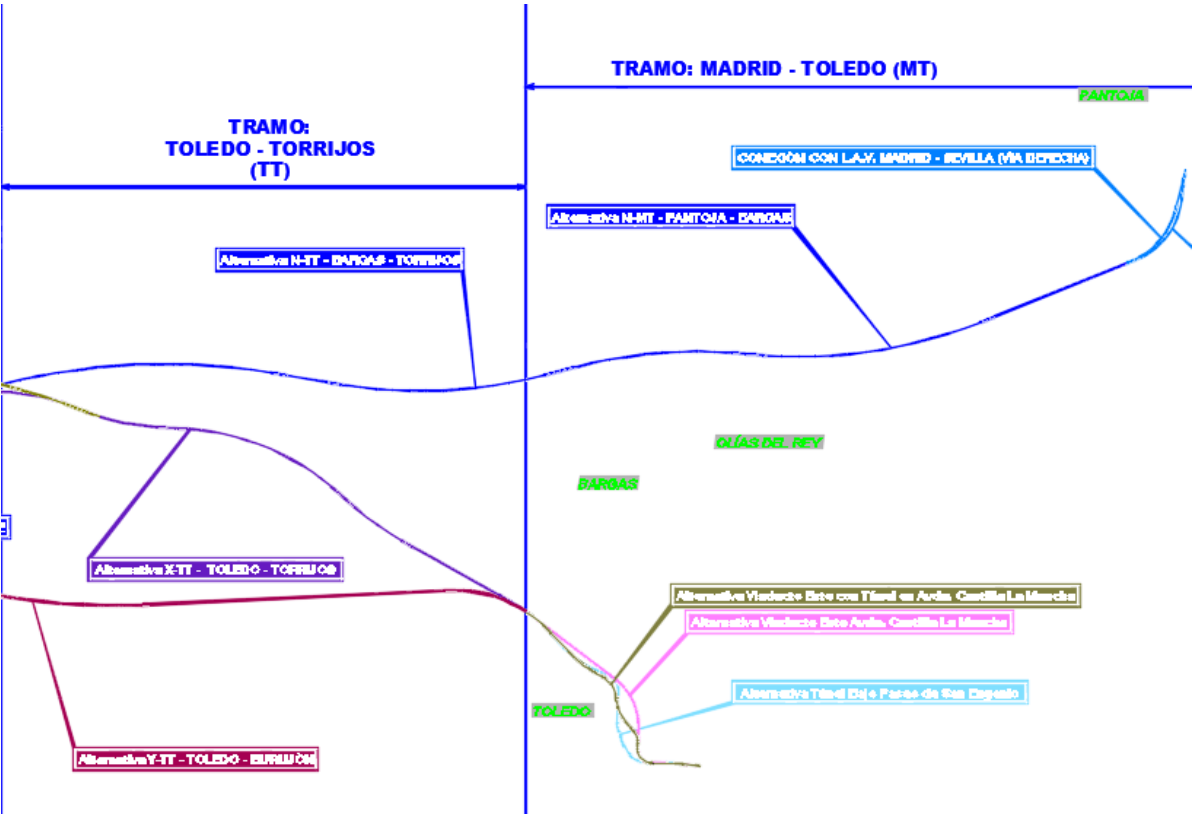 TRAMO: MADRID - TOLEDO (MT)
PANTOJA
TRAMO:
TOLEDO - TORRIJOS
(TT)
CONEXIÓN CON L.A.V. MADRID - SEVILLA (VÍA DERECHA)
Alternativa N-MT - PANTOJA - BARGAS
Alternativa N-TT - BARGAS - TORRIJOS
OLÍAS DEL REY
BARGAS
Alternativa X-TT - TOLEDO - TORRIJOS
Alternativa Viaducto Este con Túnel en Avda. Castilla La Mancha
Alternativa Viaducto Este Avda. Castilla La Mancha
Alternativa Túnel Bajo Paseo de San Eugenio
TOLEDO
Alternativa Y-TT - TOLEDO - BURUJÓN